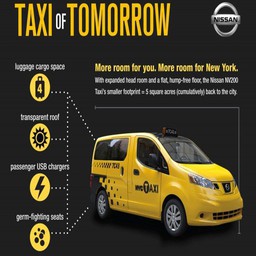 TAXI OF TOMORROW
NISSAN
luggage cargo space
4
More room for you. More room for New York.
With expanded head room and a flat, hump-free floor, the Nissan NV200
Taxi's smaller footprint = 5 square acres (cumulatively) back to the city.
transparent roof
passenger USB chargers
germ-fighting seats
TAXI
NYC TAXI